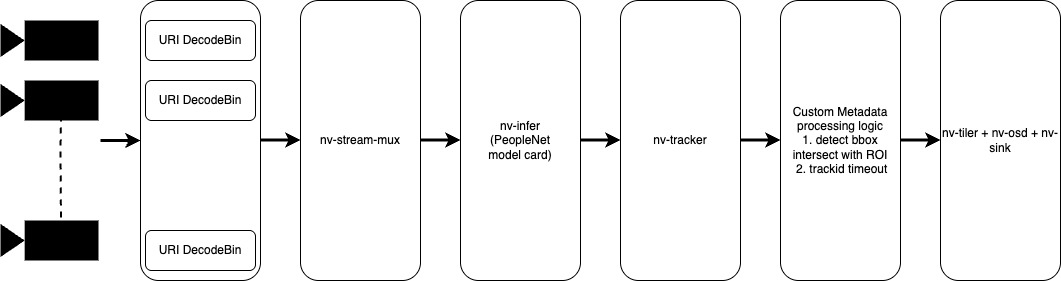 URI DecodeBin
URI DecodeBin
URI DecodeBin
nv-stream-mux
nv-infer
(PeopleNet
model card)
nv-tracker
Custom Metadata
processing logic
1. detect bbox
intersect with ROI
2. trackid timeout
nv-tiler + nv-osd + nv-
sink